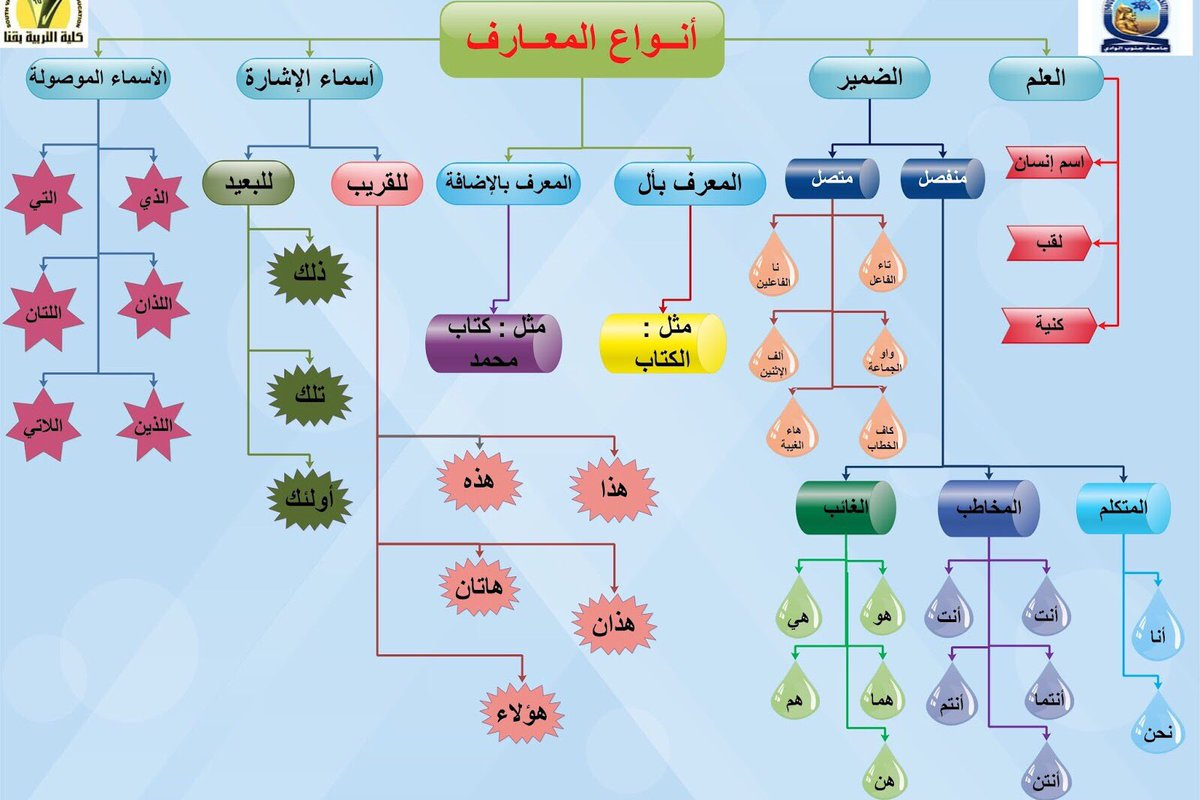 أنـواع المعـارف
كلية التربية بقنا
جامعة جنوب الوادي
العلم
الضمير
أسماء الإشارة
الأسماء الموصولة
اسم إنسان
لقب
كنية
منفصل
متصل
المعرف بأل
المعرف بالإضافة
للقريب
للبعيد
تاء
الفاعل
نا
الفاعلين
واو
الجماعة
ألف
الإثنين
كاف
الخطاب
هاء
الغيبة
مثل :
الكتاب
مثل : كتاب
محمد
ذلك
تلك
أولئك
الذي
التي
اللذان
اللتان
اللذين
اللاتي
هذا
هذه
هذان
هاتان
هؤلاء
المتكلم
المخاطب
الغائب
أنا
نحن
أنت
أنت
أنتما
أنتم
أنتن
هو
هي
هما
هم
هن